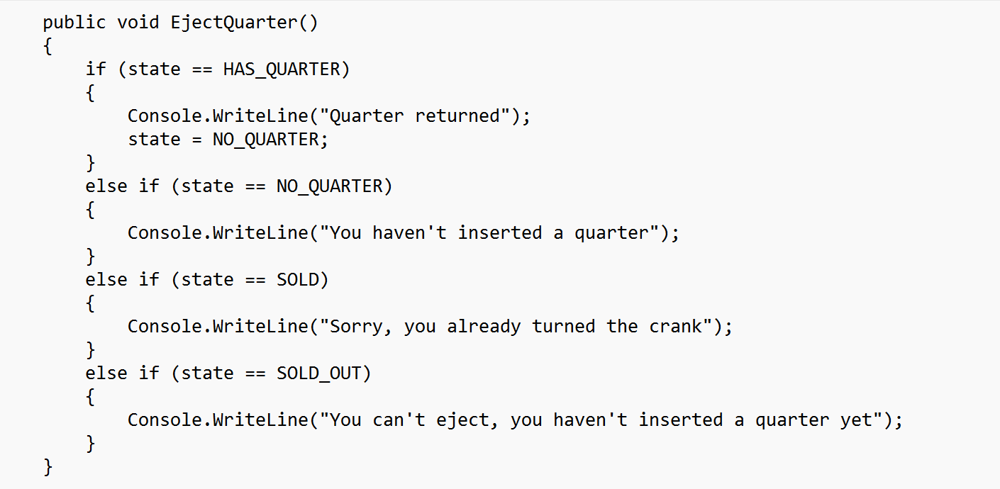 public void EjectQuarter()
{
if (state == HAS_QUARTER)
{
Console.WriteLine("Quarter returned");
state = NO_QUARTER;
}
else if (state == NO_QUARTER)
{
Console.WriteLine("You haven't inserted a quarter");
}
else if (state == SOLD)
{
Console.WriteLine("Sorry, you already turned the crank");
}
else if (state == SOLD_OUT)
{
Console.WriteLine("You can't eject, you haven't inserted a quarter yet");
}
}